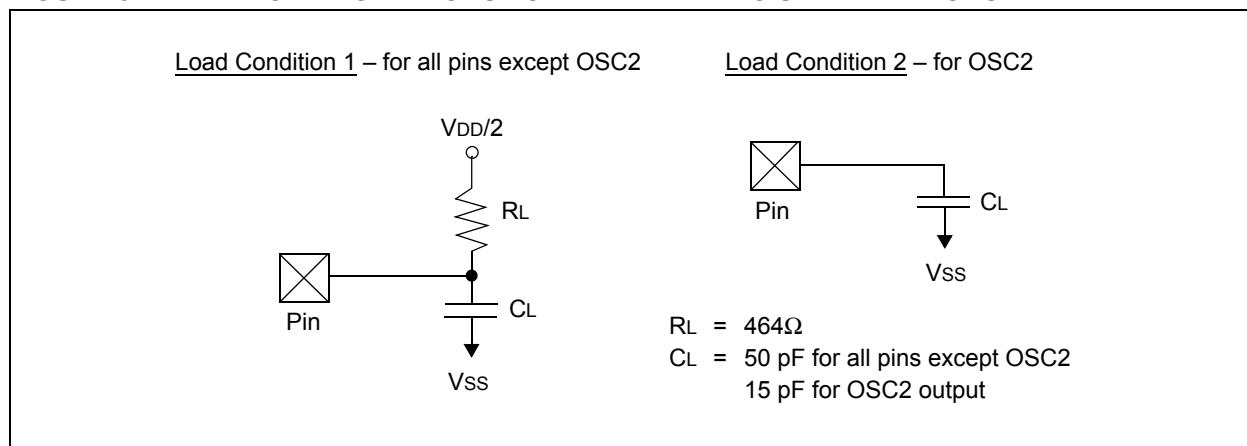 Load Condition 1 – for all pins except OSC2
Load Condition 2 – for OSC2
VDD/2
RL
Pin
CL
VSS
Pin
CL
VSS
RL = 464Ω
CL = 50 pF for all pins except OSC2
15 pF for OSC2 output